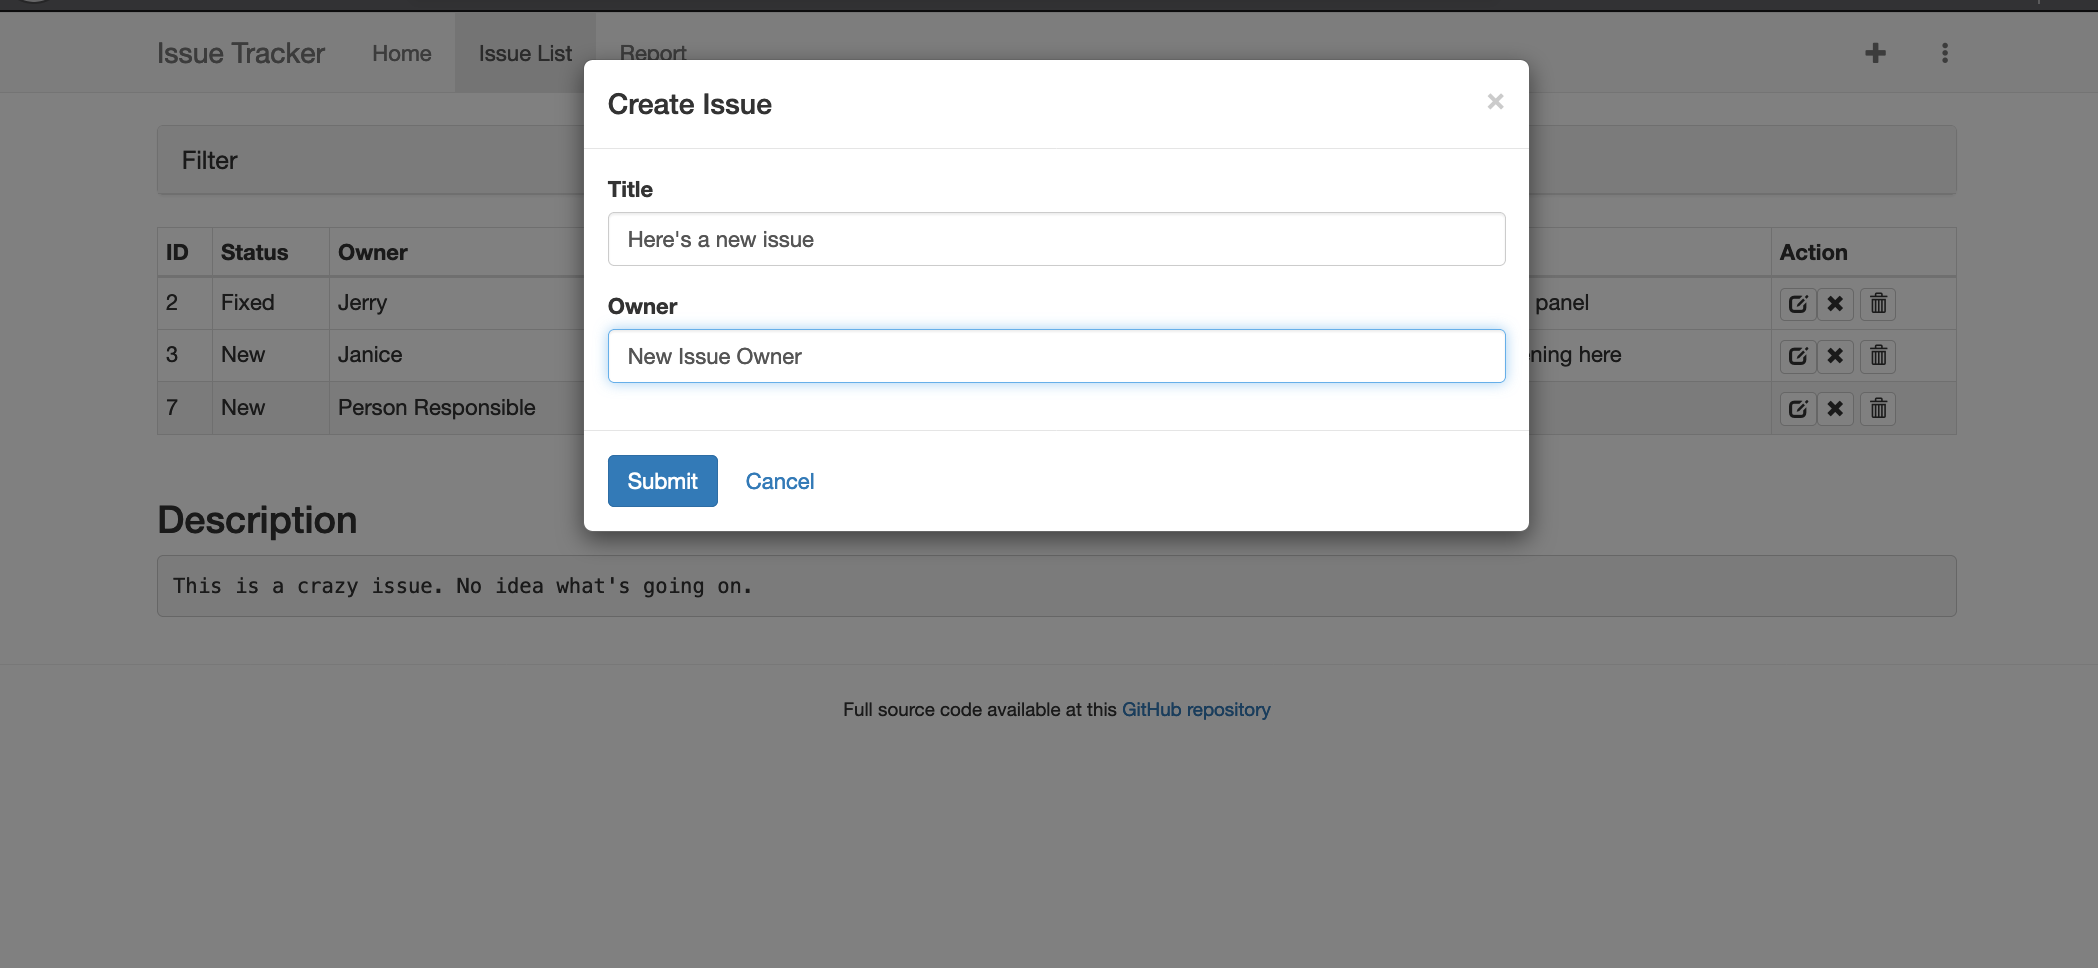 Issue Tracker Home Issue List Report
Create Issue
Filter
Title
Here's a new issue
ID Status Owner Action
2 Fixed Jerry panel
Owner
3 New Janice here
New Issue Owner
7 New Person Responsible
Submit Cancel
Description
This is a crazy issue. No idea what's going on.
Full source code available at this GitHub repository